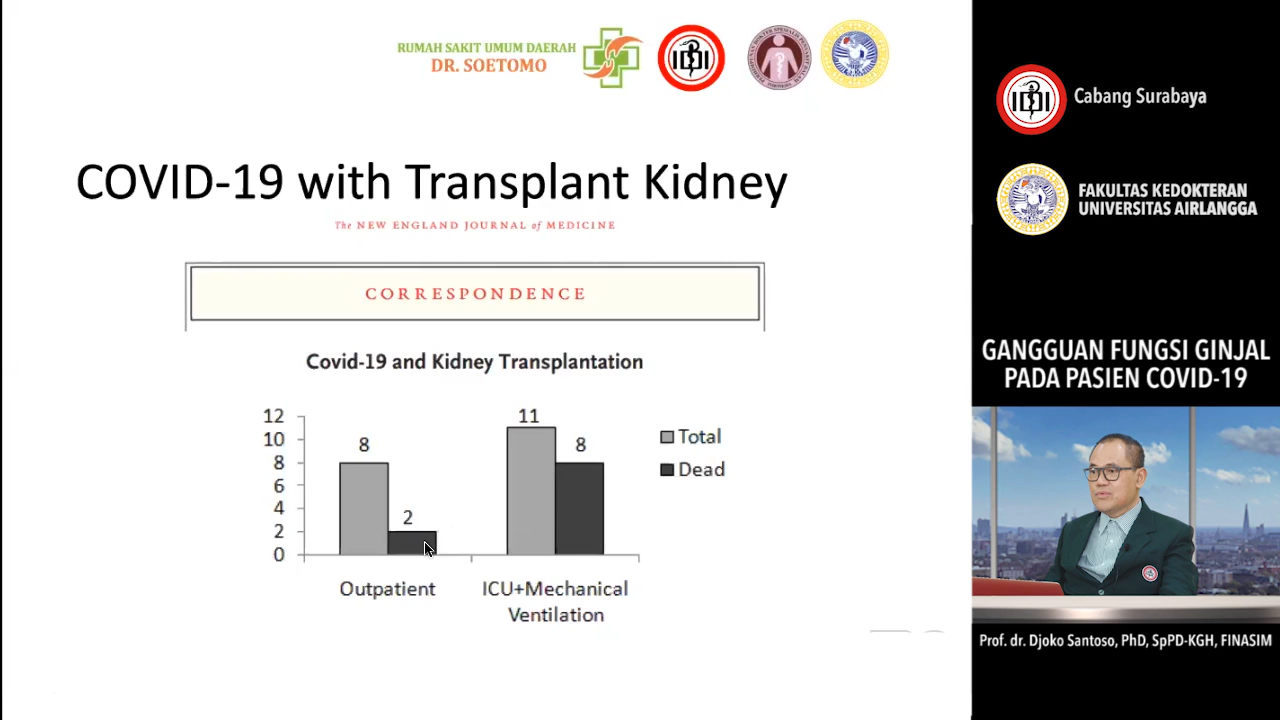 RUMAH SAKIT UMUM DAERAH
DR. SOETOMO
IDI
COVID-19 with Transplant Kidney
The NEW ENGLAND JOURNAL of MEDICINE
CORRESPONDENCE
Covid-19 and Kidney Transplantation
12
10
8
6
4
2
0
8
2
11
8
Total
Dead
Outpatient
ICU+Mechanical
Ventilation
IDI
Cabang Surabaya
FAKULTAS KEDOKTERAN
UNIVERSITAS AIRLANGGA
GANGGUAN FUNGSI GINJAL
PADA PASIEN COVID-19
Prof. dr. Djoko Santoso, PhD, SpPD-KGH, FINASIM